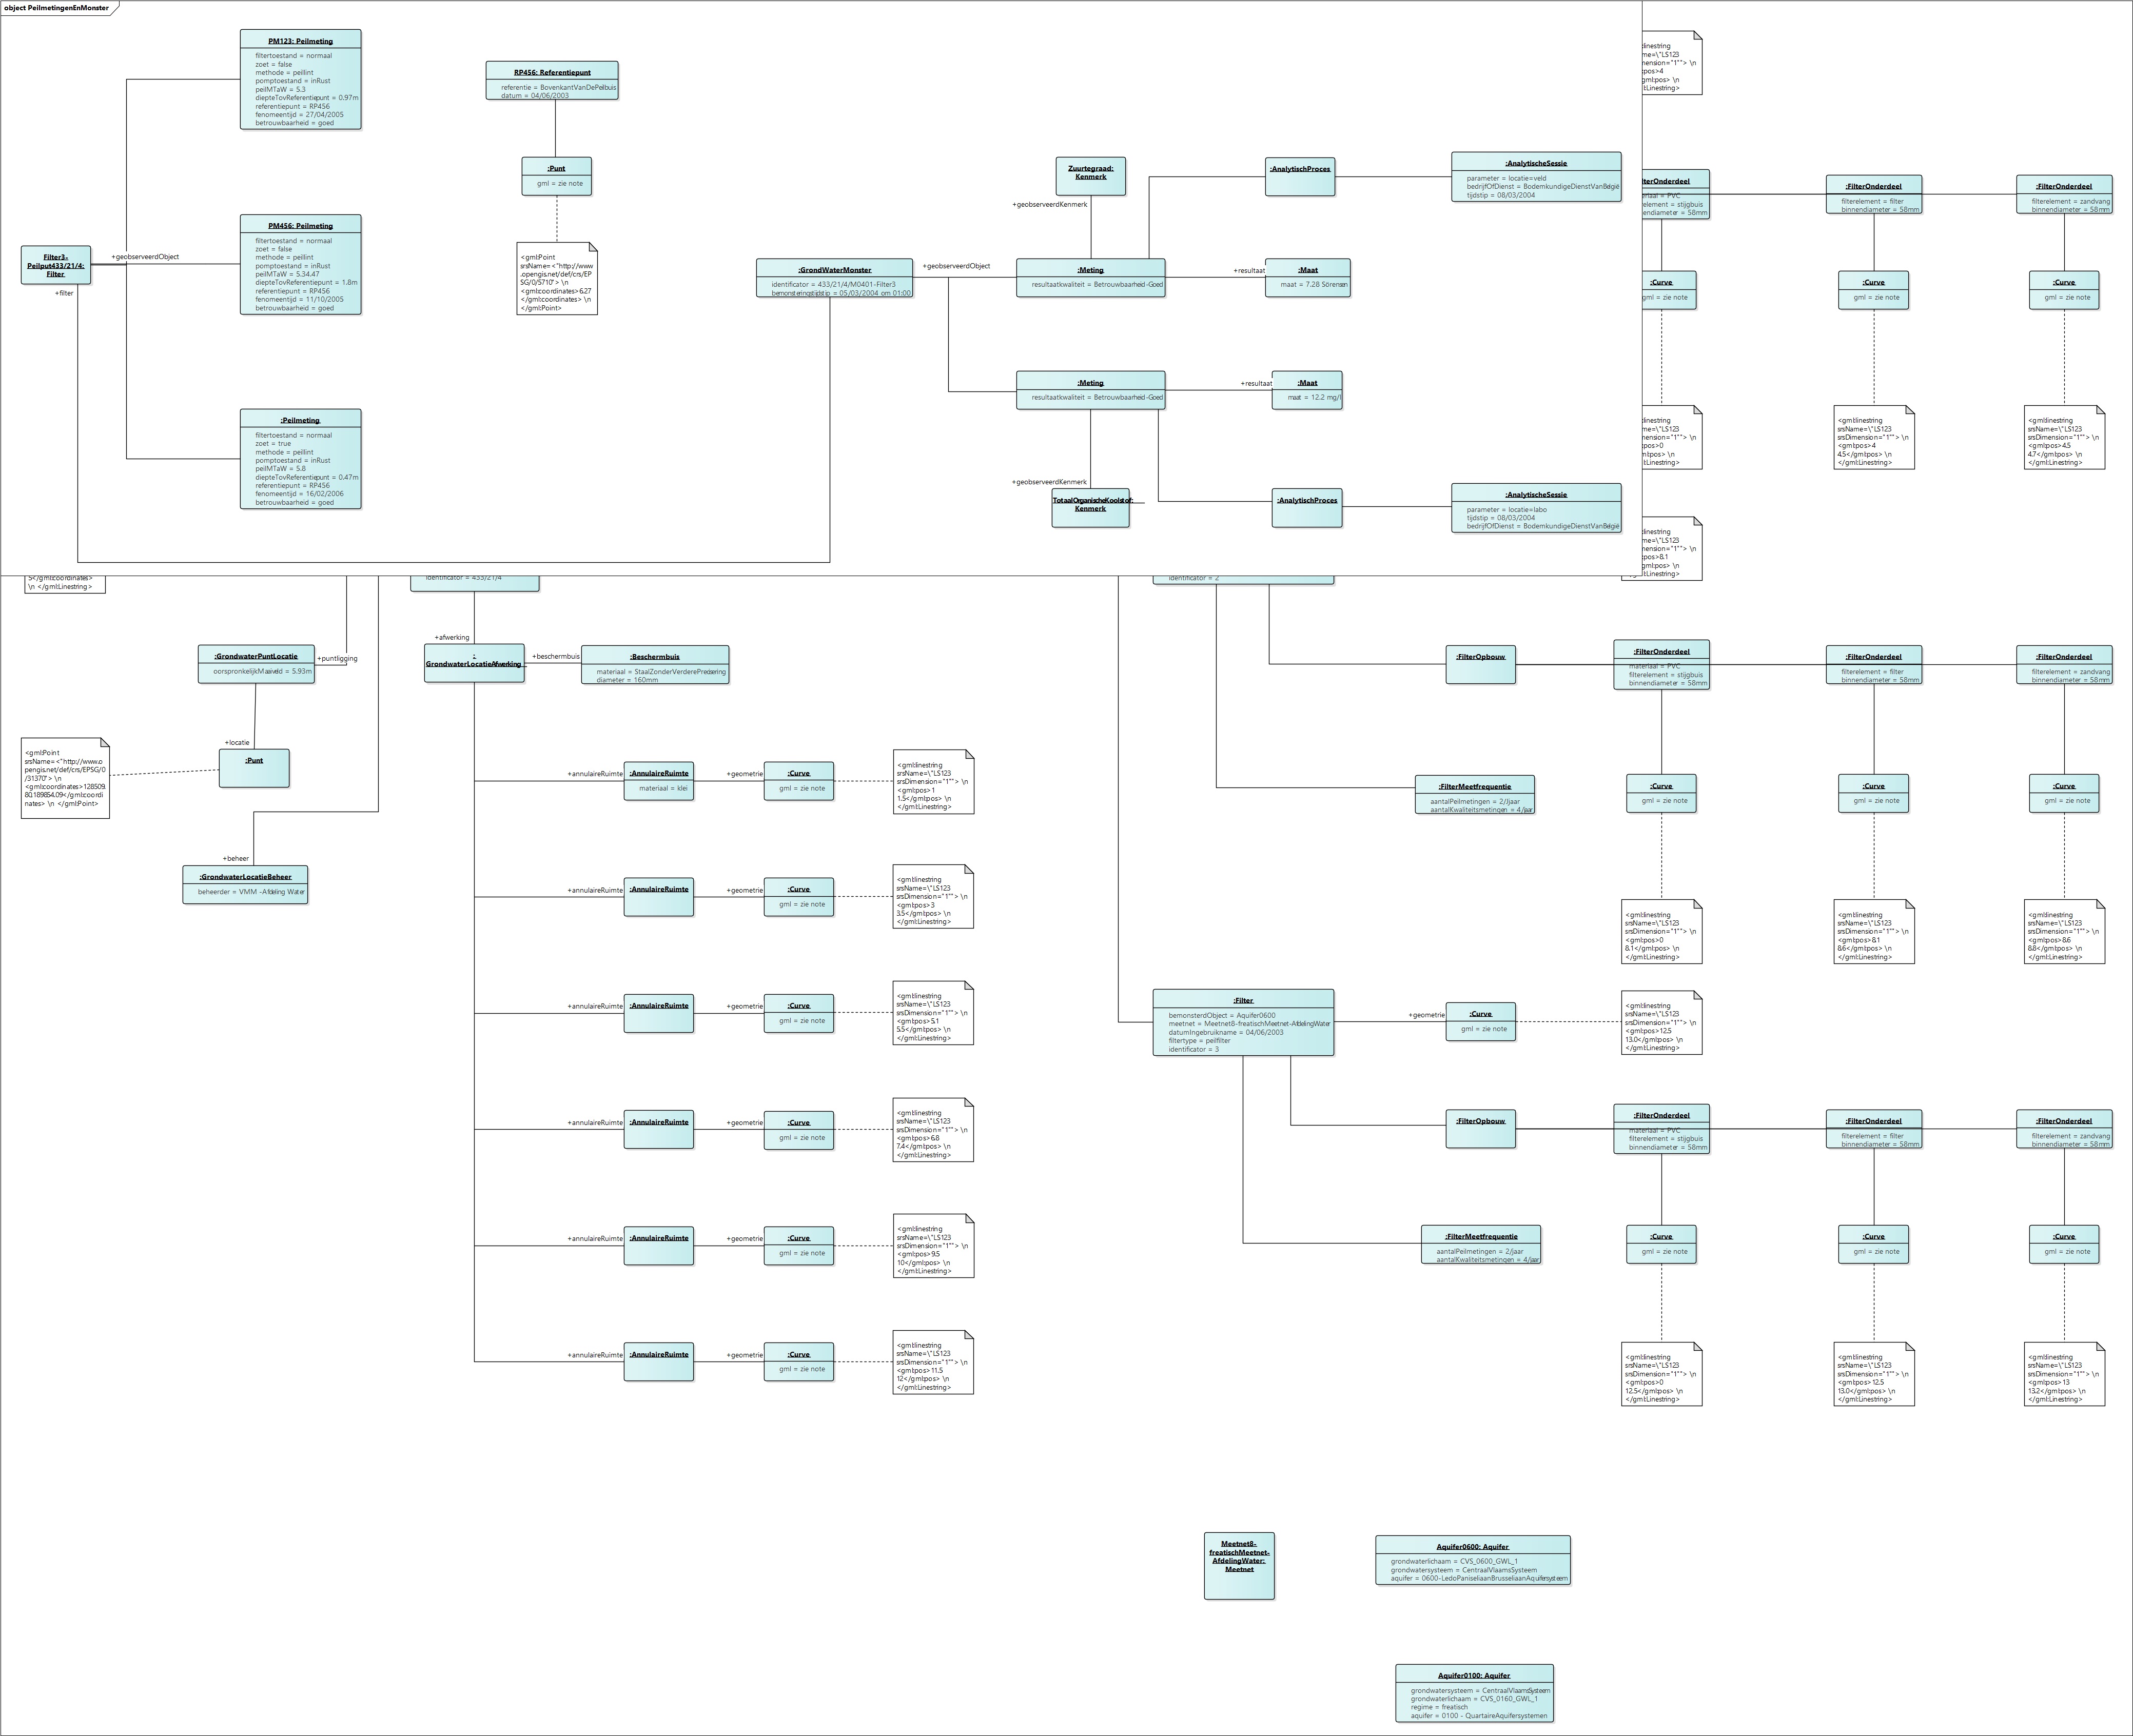 object PeilmetingenEnMonster
PM123: Peilmeting
filtertoestand = normaal
zoet = false
methode = peillint
pomptoestand = inRust
peilMTaW = 5.3
diepteTovReferentiepunt = 0.97m
referentiepunt = RP456
fenomeentijd = 27/04/2005
betrouwbaarheid = goed
RP456: Referentiepunt
referentie = BovenkantVanDePeilbuis
datum = 04/06/2003
:Punt
gml = zie note
<gml:Point
srsName=<"http://www
.opengis.net/def/crs/EP
SG/0/5710"> \n
<gml:coordinates>6.27
</gml:coordinates> \n
</gml:Point>
PM456: Peilmeting
filtertoestand = normaal
zoet = false
methode = peillint
pomptoestand = inRust
peilMTaW = 5.34.47
diepteTovReferentiepunt = 1.8m
referentiepunt = RP456
fenomeentijd = 11/10/2005
betrouwbaarheid = goed
Filter3-
Peilput433/21/4:
Filter
+geobserveerdObject
+filter
:Peilmeting
filtertoestand = normaal
zoet = true
methode = peillint
pomptoestand = inRust
peilMTaW = 5.8
diepteTovReferentiepunt = 0.47m
referentiepunt = RP456
fenomeentijd = 16/02/2006
betrouwbaarheid = goed
:GrondWaterMonster
identificator = 433/21/4/M0401-Filter3
bemonsteringstijdstip = 05/03/2004 om 01:00
+geobserveerdObject
Zuurtegraad:
Kenmerk
+geobserveerdKenmerk
:AnalytischProces
:AnalytischeSessie
parameter = locatie=veld
bedrijfOfDienst = BodemkundigeDienstVanBelgië
tijdstip = 08/03/2004
:Meting
resultaatkwaliteit = Betrouwbaarheid-Goed
+resultaat
:Maat
maat = 7.28 Sörensen
:Meting
resultaatkwaliteit = Betrouwbaarheid-Goed
+resultaat
:Maat
maat = 12.2 mg/l
+geobserveerdKenmerk
TotaalOrganischeKoolstof:
Kenmerk
:AnalytischProces
:AnalytischeSessie
parameter = locatie=labo
tijdstip = 08/03/2004
bedrijfOfDienst = BodemkundigeDienstVanBelgië
linestring
me=\"LS123
mension="1""> \n
pos>4
gml:pos> \n
l:Linestring>
lterOnderdeel
eriaal = PVC
relement = stijgbuis
nendiameter = 58mm
:FilterOnderdeel
filterelement = filter
binnendiameter = 58mm
:FilterOnderdeel
filterelement = zandvang
binnendiameter = 58mm
:Curve
gml = zie note
:Curve
gml = zie note
:Curve
gml = zie note
linestring
me=\"LS123
mension="1""> \n
pos>0
ml:pos> \n
l:Linestring>
<gml:linestring
srsName=\"LS123
srsDimension="1""> \n
<gml:pos>4
4.5</gml:pos> \n
</gml:Linestring>
<gml:linestring
srsName=\"LS123
srsDimension="1""> \n
<gml:pos>4.5
4.7</gml:pos> \n
</gml:Linestring>
linestring
me=\"LS123
mension="1""> \n
pos>8.1
gml:pos> \n
l:Linestring>
5</gml:coordinates>
\n </gml:Linestring>
identificator = 433/21/4
identificator = 2
+afwerking
:
GrondwaterLocatieAfwerking
+beschermbuis
:Beschermbuis
materiaal = StaalZonderVerderePrecisering
diameter = 160mm
:GrondwaterPuntLocatie
oorspronkelijkMaaiveld = 5.93m
+puntligging
+locatie
:Punt
<gml:Point
srsName=<"http://www.o
pengis.net/def/crs/EPSG/0
/31370"> \n
<gml:coordinates>128509.
80,189854.09</gml:coordi
nates> \n </gml:Point>
+beheer
:GrondwaterLocatieBeheer
beheerder = VMM -Afdeling Water
+annulaireRuimte
:AnnulaireRuimte
materiaal = klei
+geometrie
:Curve
gml = zie note
<gml:linestring
srsName=\"LS123
srsDimension="1""> \n
<gml:pos>1
1.5</gml:pos> \n
</gml:Linestring>
+annulaireRuimte
:AnnulaireRuimte
+geometrie
:Curve
gml = zie note
<gml:linestring
srsName=\"LS123
srsDimension="1""> \n
<gml:pos>3
3.5</gml:pos> \n
</gml:Linestring>
+annulaireRuimte
:AnnulaireRuimte
+geometrie
:Curve
gml = zie note
<gml:linestring
srsName=\"LS123
srsDimension="1""> \n
<gml:pos>5.1
5.5</gml:pos> \n
</gml:Linestring>
+annulaireRuimte
:AnnulaireRuimte
+geometrie
:Curve
gml = zie note
<gml:linestring
srsName=\"LS123
srsDimension="1""> \n
<gml:pos>6.8
7.4</gml:pos> \n
</gml:Linestring>
+annulaireRuimte
:AnnulaireRuimte
+geometrie
:Curve
gml = zie note
<gml:linestring
srsName=\"LS123
srsDimension="1""> \n
<gml:pos>9.5
10</gml:pos> \n
</gml:Linestring>
+annulaireRuimte
:AnnulaireRuimte
+geometrie
:Curve
gml = zie note
<gml:linestring
srsName=\"LS123
srsDimension="1""> \n
<gml:pos>11.5
12</gml:pos> \n
</gml:Linestring>
:FilterOpbouw
:FilterOnderdeel
materiaal = PVC
filterelement = stijgbuis
binnendiameter = 58mm
:FilterOnderdeel
filterelement = filter
binnendiameter = 58mm
:FilterOnderdeel
filterelement = zandvang
binnendiameter = 58mm
:FilterMeetfrequentie
aantalPeilmetingen = 2/Jjaar
aantalKwaliteitsmetingen = 4/jaar
:Curve
gml = zie note
:Curve
gml = zie note
:Curve
gml = zie note
<gml:linestring
srsName=\"LS123
srsDimension="1""> \n
<gml:pos>0
8.1</gml:pos> \n
</gml:Linestring>
<gml:linestring
srsName=\"LS123
srsDimension="1""> \n
<gml:pos>8.1
8.6</gml:pos> \n
</gml:Linestring>
<gml:linestring
srsName=\"LS123
srsDimension="1""> \n
<gml:pos>8.6
8.8</gml:pos> \n
</gml:Linestring>
:Filter
bemonsterdObject = Aquifer0600
meetnet = Meetnet8-freatischMeetnet-AfdelingWater
datumIngebruikname = 04/06/2003
filtertype = peilfilter
identificator = 3
+geometrie
:Curve
gml = zie note
<gml:linestring
srsName=\"LS123
srsDimension="1""> \n
<gml:pos>12.5
13.0</gml:pos> \n
</gml:Linestring>
:FilterOpbouw
:FilterOnderdeel
materiaal = PVC
filterelement = stijgbuis
binnendiameter = 58mm
:FilterOnderdeel
filterelement = filter
binnendiameter = 58mm
:FilterOnderdeel
filterelement = zandvang
binnendiameter = 58mm
:FilterMeetfrequentie
aantalPeilmetingen = 2/jaar
aantalKwaliteitsmetingen = 4/jaar
:Curve
gml = zie note
:Curve
gml = zie note
:Curve
gml = zie note
<gml:linestring
srsName=\"LS123
srsDimension="1""> \n
<gml:pos>0
12.5</gml:pos> \n
</gml:Linestring>
<gml:linestring
srsName=\"LS123
srsDimension="1""> \n
<gml:pos>12.5
13.0</gml:pos> \n
</gml:Linestring>
<gml:linestring
srsName=\"LS123
srsDimension="1""> \n
<gml:pos>13
13.2</gml:pos> \n
</gml:Linestring>
Meetnet8-
freatischMeetnet-
AfdelingWater:
Meetnet
Aquifer0600: Aquifer
grondwaterlichaam = CVS_0600_GWL_1
grondwatersysteem = CentraalVlaamsSysteem
aquifer = 0600-LedoPaniseliaanBrusseliaanAquifersysteem
Aquifer0100: Aquifer
grondwatersysteem = CentraalVlaamsSysteem
grondwaterlichaam = CVS_0160_GWL_1
regime = freatisch
aquifer = 0100 - QuartaireAquifersystemen